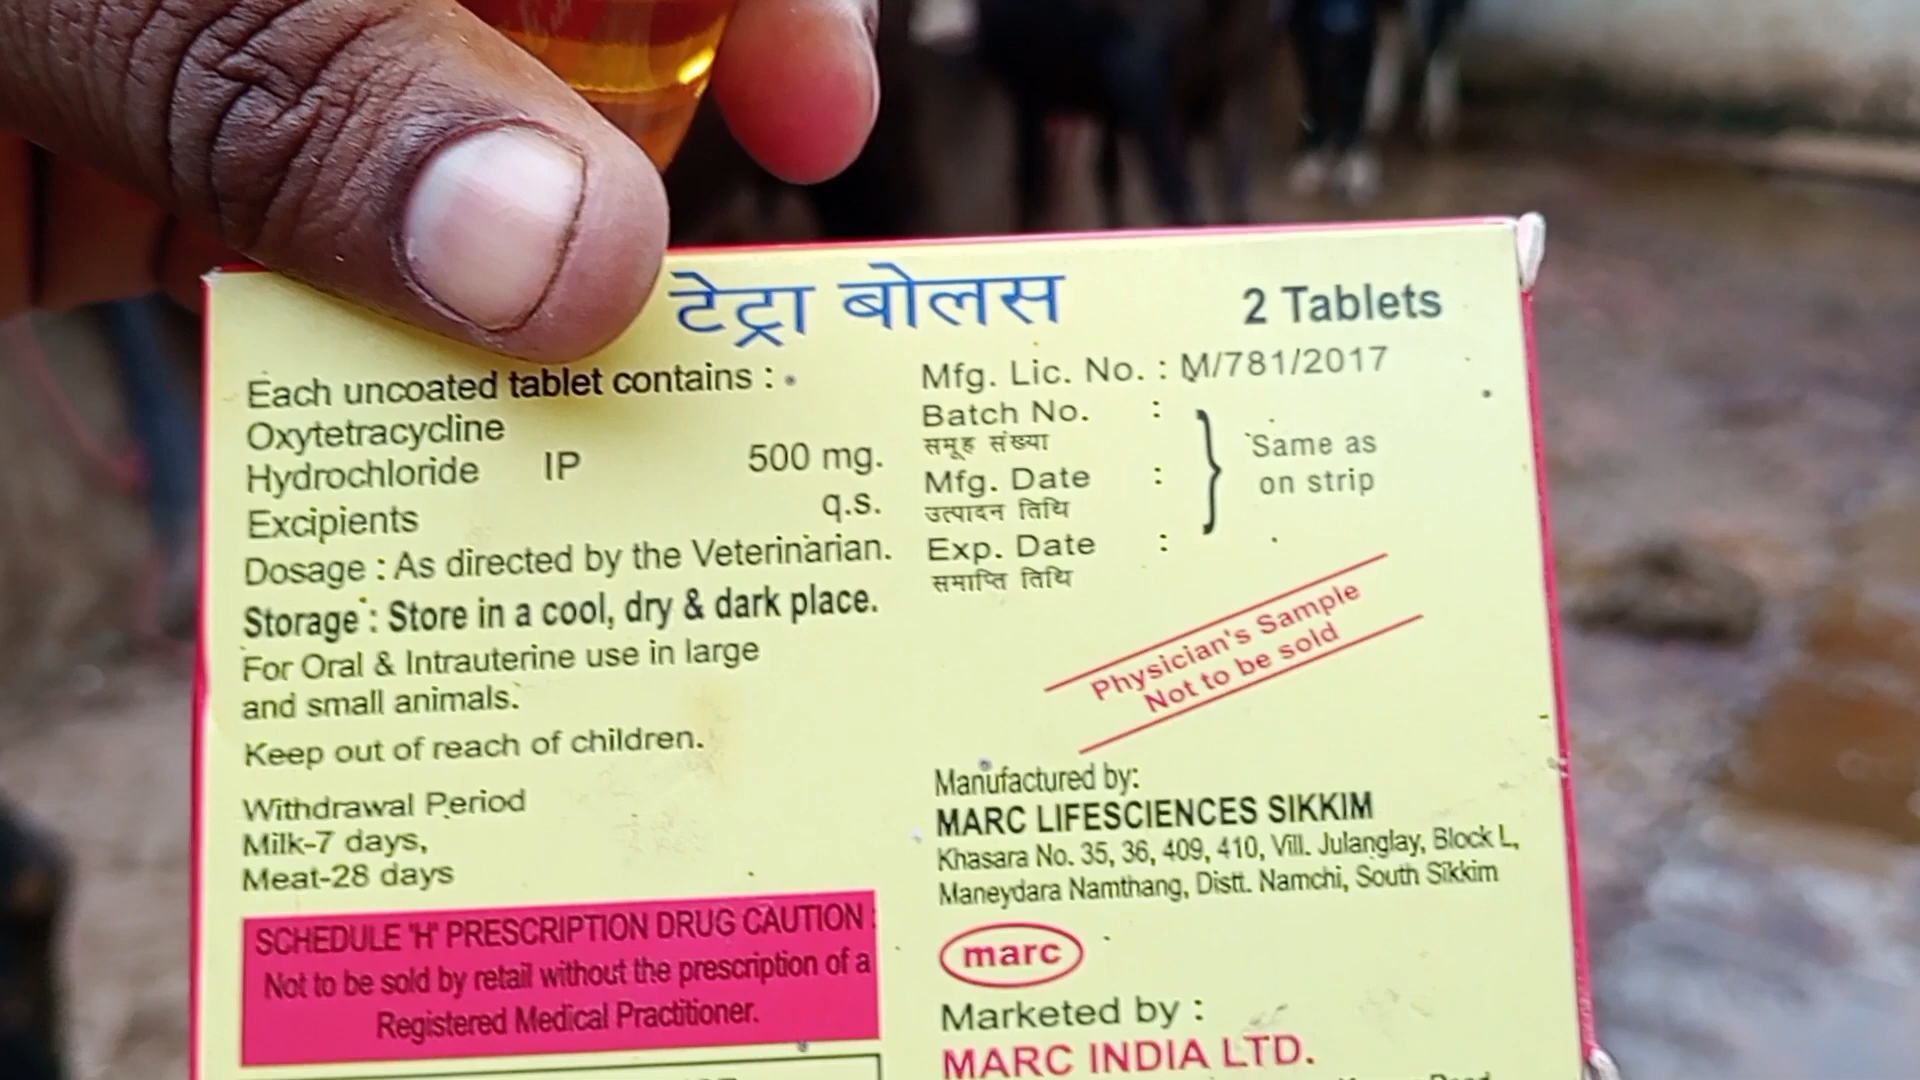 टेट्रा बोलस
2 Tablets
Each uncoated tablet contains :
Oxytetracycline
Hydrochloride IP 500 mg.
Excipients q.s.
Dosage : As directed by the Veterinarian.
Storage : Store in a cool, dry & dark place.
For Oral & Intrauterine use in large
and small animals.
Keep out of reach of children.
Withdrawal Period
Milk-7 days,
Meat-28 days
SCHEDULE 'H' PRESCRIPTION DRUG CAUTION :
Not to be sold by retail without the prescription of a
Registered Medical Practitioner.
Mfg. Lic. No. : M/781/2017
Batch No. :
समूह संख्या
Mfg. Date :
उत्पादन तिथि
Exp. Date :
समाप्ति तिथि
} Same as
on strip
Physician's Sample
Not to be sold
Manufactured by:
MARC LIFESCIENCES SIKKIM
Khasara No. 35, 36, 409, 410, Vill. Julanglay, Block L,
Maneydara Namthang, Distt. Namchi, South Sikkim
marc
Marketed by :
MARC INDIA LTD.